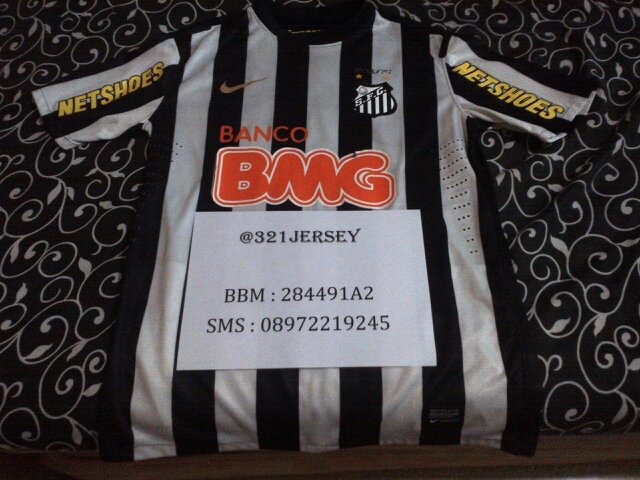 NETSHOES
NETSHOES
S.F.C.
BANCO
BMG
@321JERSEY
BBM : 284491A2
SMS : 08972219245